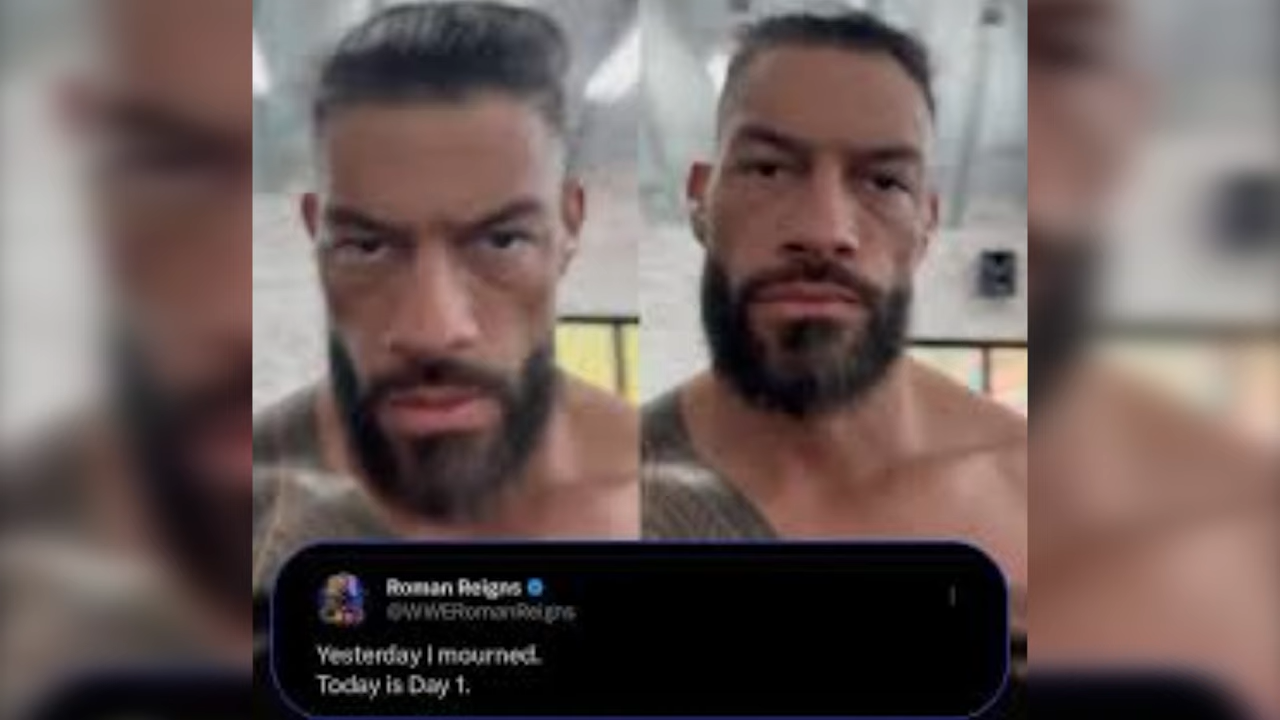 Roman Reigns
@WWERomanReigns
Yesterday I mourned.
Today is Day 1.